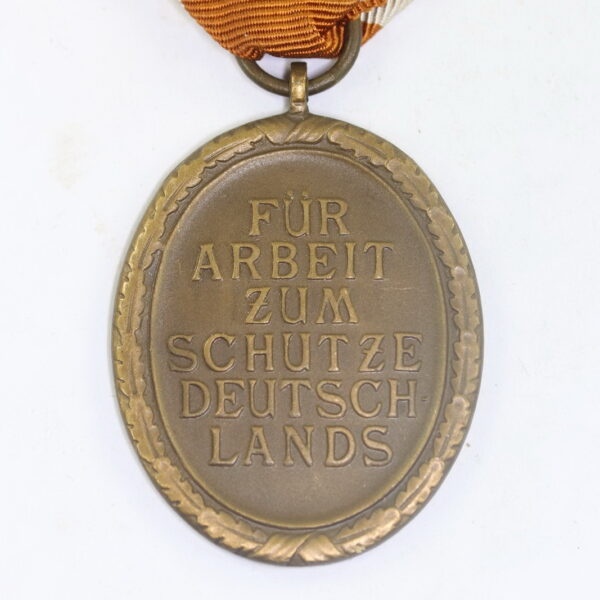 FÜR
ARBEIT
ZUM
SCHUTZE
DEUTSCH-
LANDS